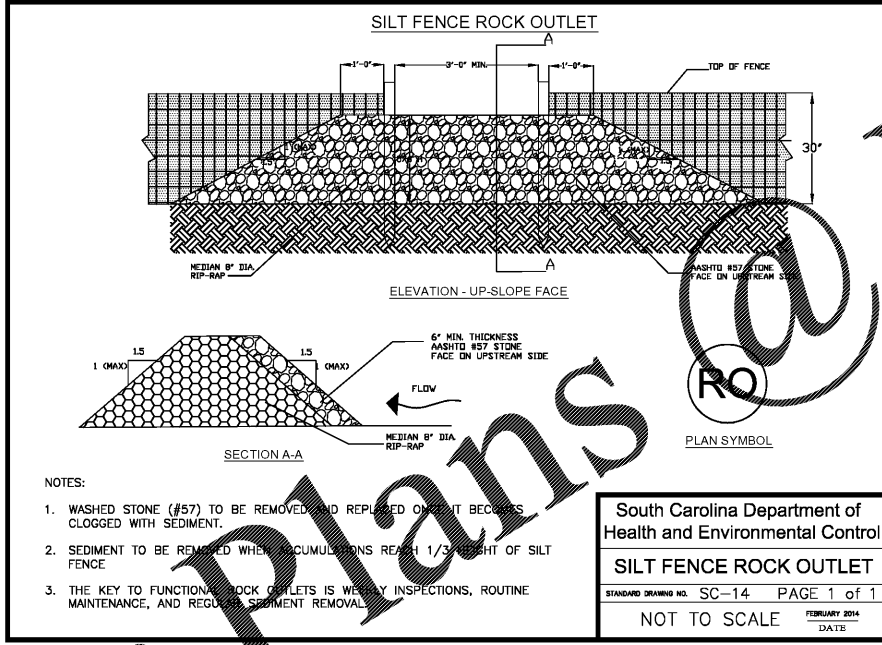 SILT FENCE ROCK OUTLET
A
1'-0"
3'-0" MIN.
1'-0"
TOP OF FENCE
30"
1.5
1.5
MEDIAN 8" DIA.
RIP-RAP
A
AASHTO #57 STONE
FACE ON UPSTREAM SIDE
ELEVATION - UP-SLOPE FACE
1.5
1 (MAX)
1.5
1 (MAX)
6" MIN. THICKNESS
AASHTO #57 STONE
FACE ON UPSTREAM SIDE
FLOW
MEDIAN 8" DIA.
RIP-RAP
SECTION A-A
RO
PLAN SYMBOL
NOTES:
1. WASHED STONE (#57) TO BE REMOVED AND REPLACED ONCE IT BECOMES
CLOGGED WITH SEDIMENT.
2. SEDIMENT TO BE REMOVED WHEN ACCUMULATIONS REACH 1/3 HEIGHT OF SILT
FENCE
3. THE KEY TO FUNCTIONAL ROCK OUTLETS IS WEEKLY INSPECTIONS, ROUTINE
MAINTENANCE, AND REGULAR SEDIMENT REMOVAL.
South Carolina Department of
Health and Environmental Control
SILT FENCE ROCK OUTLET
STANDARD DRAWING NO. SC-14 PAGE 1 of 1
NOT TO SCALE
FEBRUARY 2014
DATE
Plans @